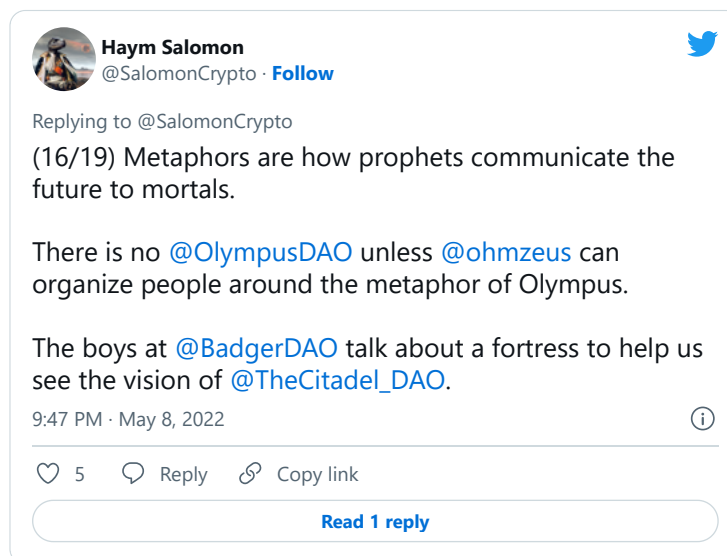 Haym Salomon
@SalomonCrypto · Follow
Replying to @SalomonCrypto
(16/19) Metaphors are how prophets communicate the
future to mortals.
There is no @OlympusDAO unless @ohmzeus can
organize people around the metaphor of Olympus.
The boys at @BadgerDAO talk about a fortress to help us
see the vision of @TheCitadel_DAO.
9:47 PM · May 8, 2022
5 Reply Copy link
Read 1 reply